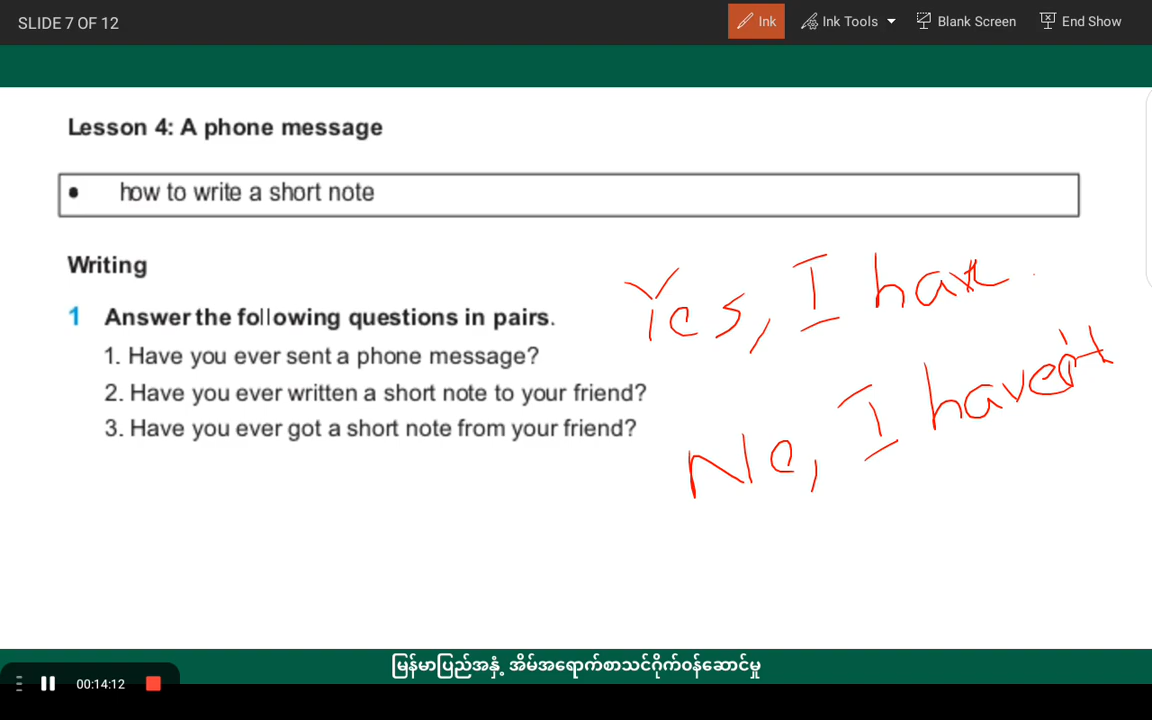 SLIDE 7 OF 12
Ink
Ink Tools
Blank Screen
End Show
Lesson 4: A phone message
• how to write a short note
Writing
1 Answer the following questions in pairs.
1. Have you ever sent a phone message?
2. Have you ever written a short note to your friend?
3. Have you ever got a short note from your friend?
Yes, I have
No, I haven't
မြန်မာပြည်အနှံ့ အိမ်အရောက်စာသင်ဂိုက်ဝန်ဆောင်မှု
00:14:12